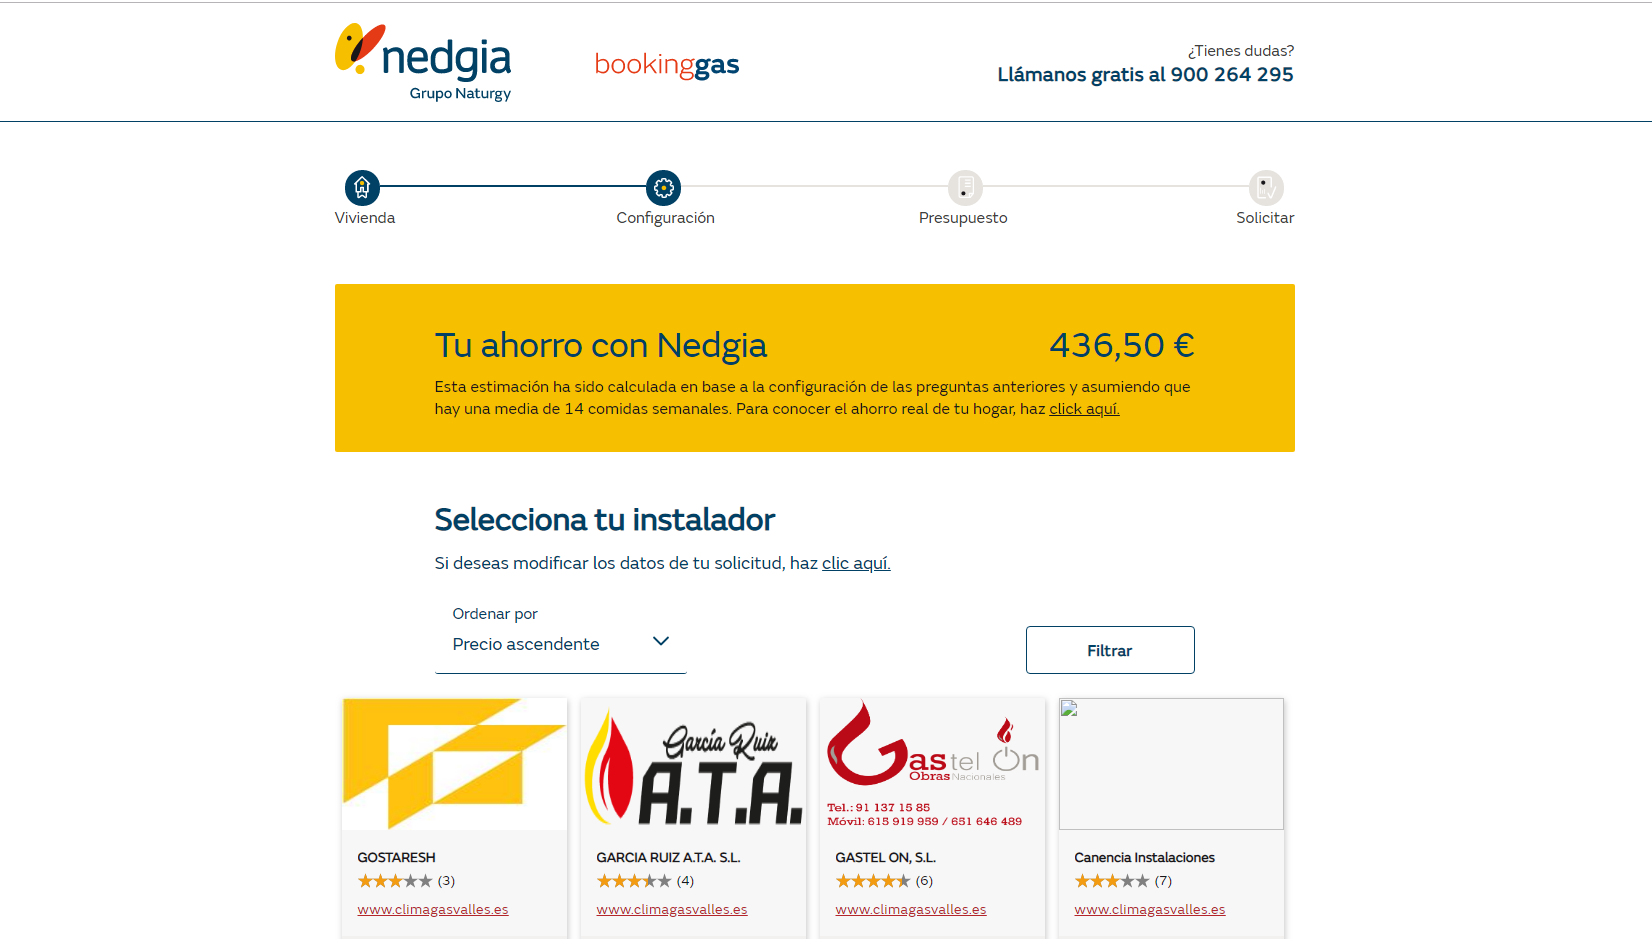 nedgia
Grupo Naturgy
bookinggas
¿Tienes dudas?
Llámanos gratis al 900 264 295
Vivienda
Configuración
Presupuesto
Solicitar
Tu ahorro con Nedgia
436,50 €
Esta estimación ha sido calculada en base a la configuración de las preguntas anteriores y asumiendo que
hay una media de 14 comidas semanales. Para conocer el ahorro real de tu hogar, haz click aquí.
Selecciona tu instalador
Si deseas modificar los datos de tu solicitud, haz clic aquí.
Ordenar por
Precio ascendente
Filtrar
García Ruiz
A.T.A.
Gastel On
Obras Nacionales
Tel.: 91 137 15 85
Móvil: 615 919 959 / 651 646 489
GOSTARESH
(3)
www.climagasvalles.es
GARCIA RUIZ A.T.A. S.L.
(4)
www.climagasvalles.es
GASTEL ON, S.L.
(6)
www.climagasvalles.es
Canencia Instalaciones
(7)
www.climagasvalles.es